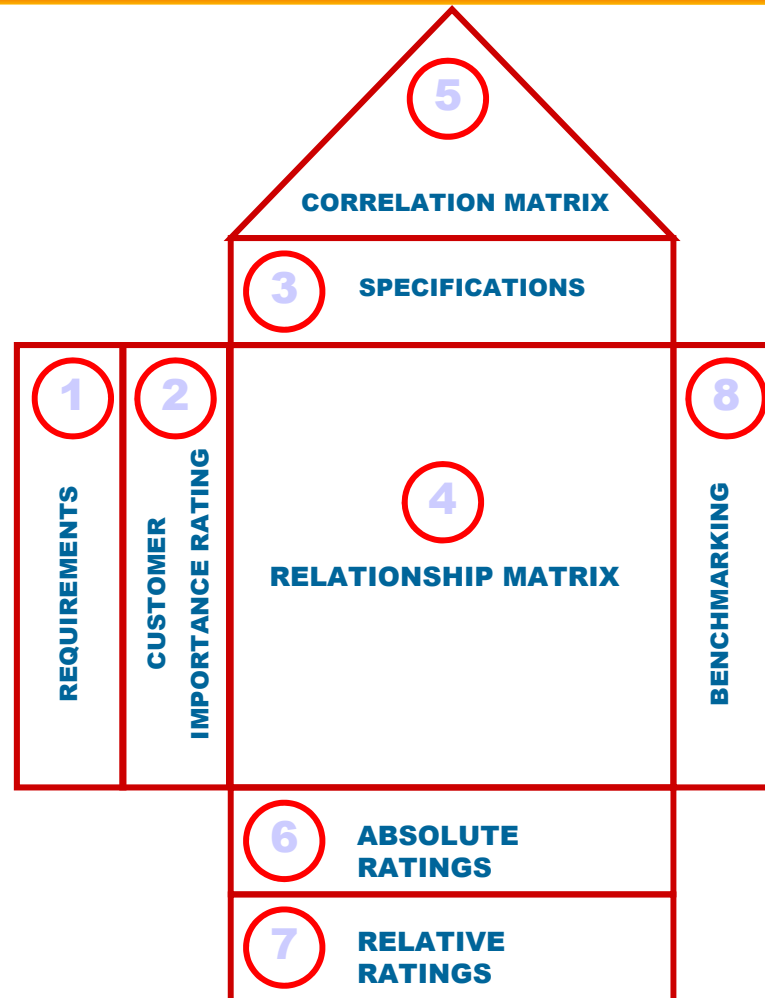 5
CORRELATION MATRIX
3
SPECIFICATIONS
1
REQUIREMENTS
2
CUSTOMER
IMPORTANCE RATING
4
RELATIONSHIP MATRIX
8
BENCHMARKING
6
ABSOLUTE
RATINGS
7
RELATIVE
RATINGS